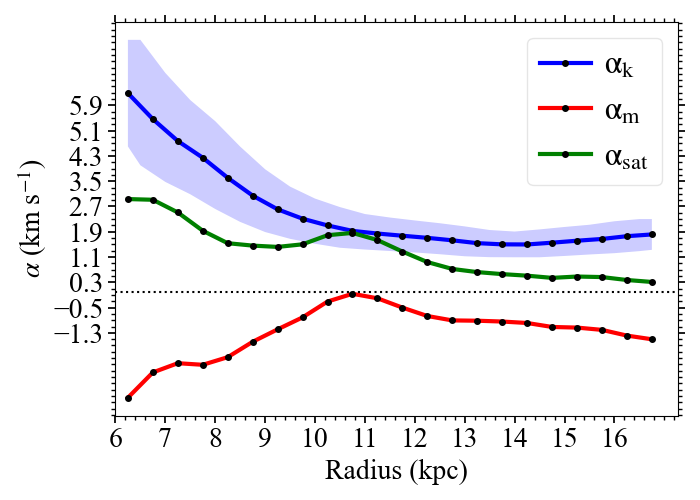 α_k
α_m
α_sat
5.9
5.1
4.3
3.5
2.7
1.9
1.1
0.3
−0.5
−1.3
α (km s⁻¹)
6 7 8 9 10 11 12 13 14 15 16
Radius (kpc)